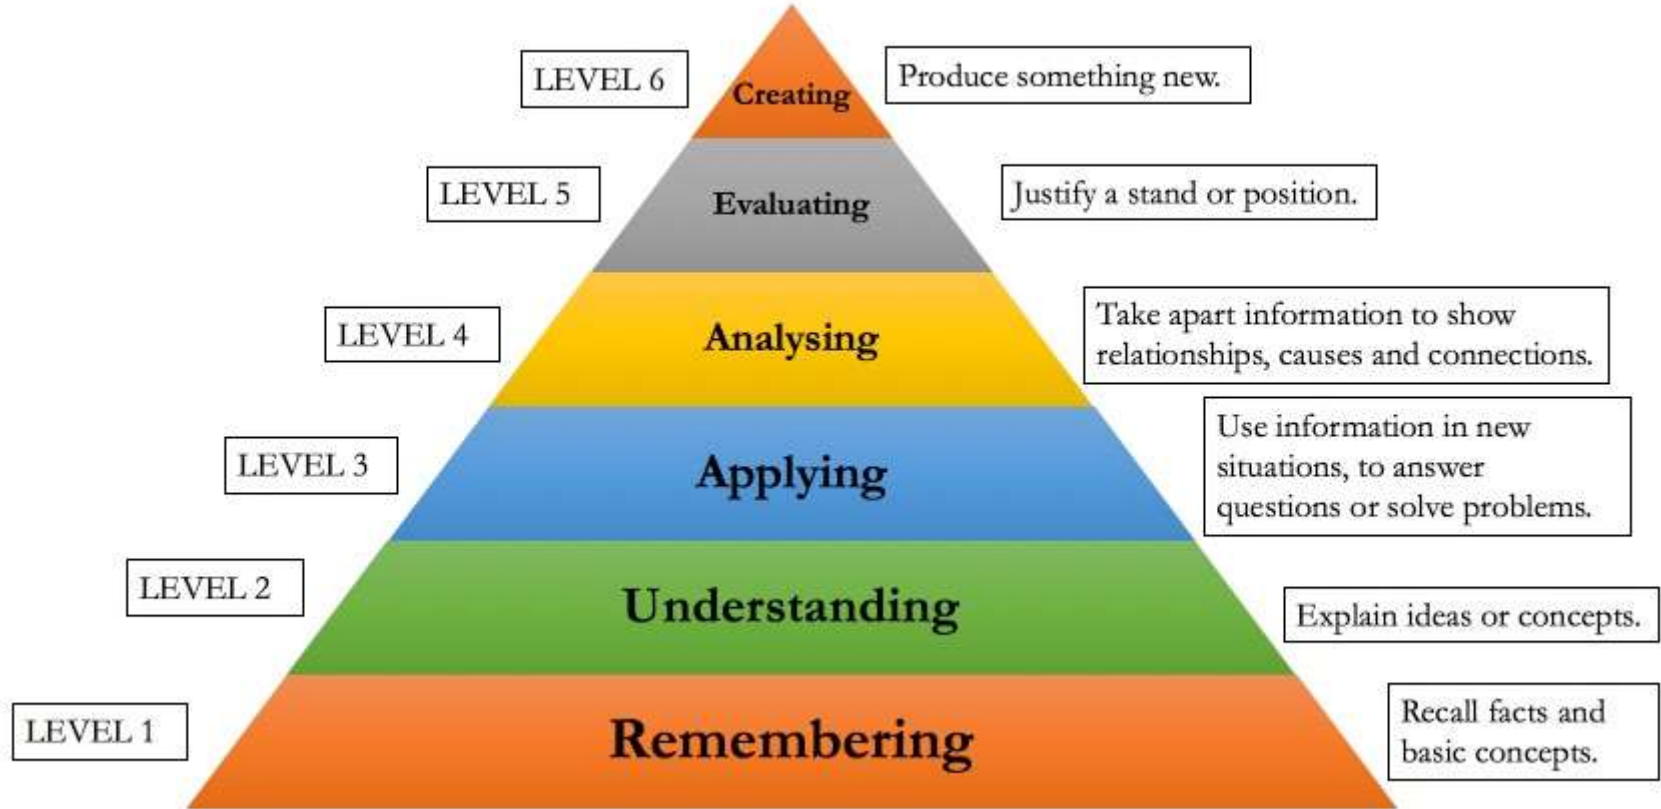 LEVEL 6
Creating
Produce something new.
LEVEL 5
Evaluating
Justify a stand or position.
LEVEL 4
Analysing
Take apart information to show
relationships, causes and connections.
LEVEL 3
Applying
Use information in new
situations, to answer
questions or solve problems.
LEVEL 2
Understanding
Explain ideas or concepts.
LEVEL 1
Remembering
Recall facts and
basic concepts.